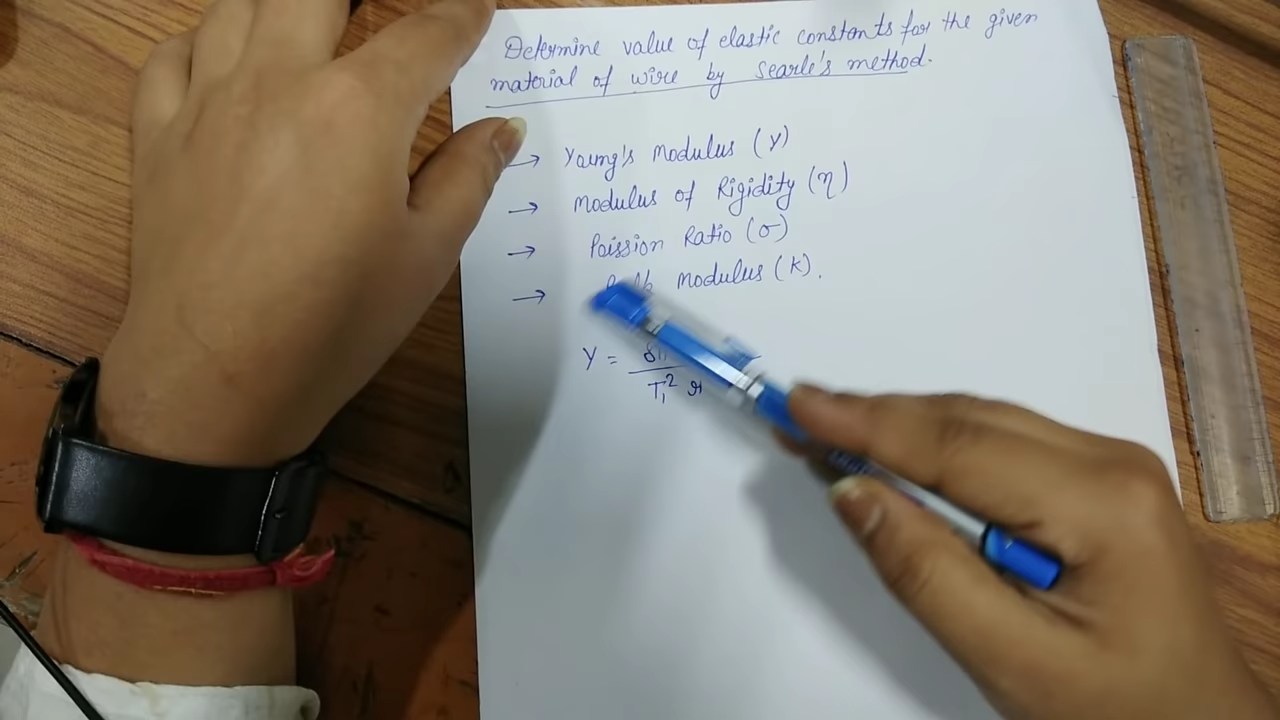 Determine value of elastic constants for the given
material of wire by Searle's method.
→ Young's Modulus (Y)
→ Modulus of Rigidity (η)
→ Poission Ratio (σ)
→ Modulus (K).
Y =
T₁²